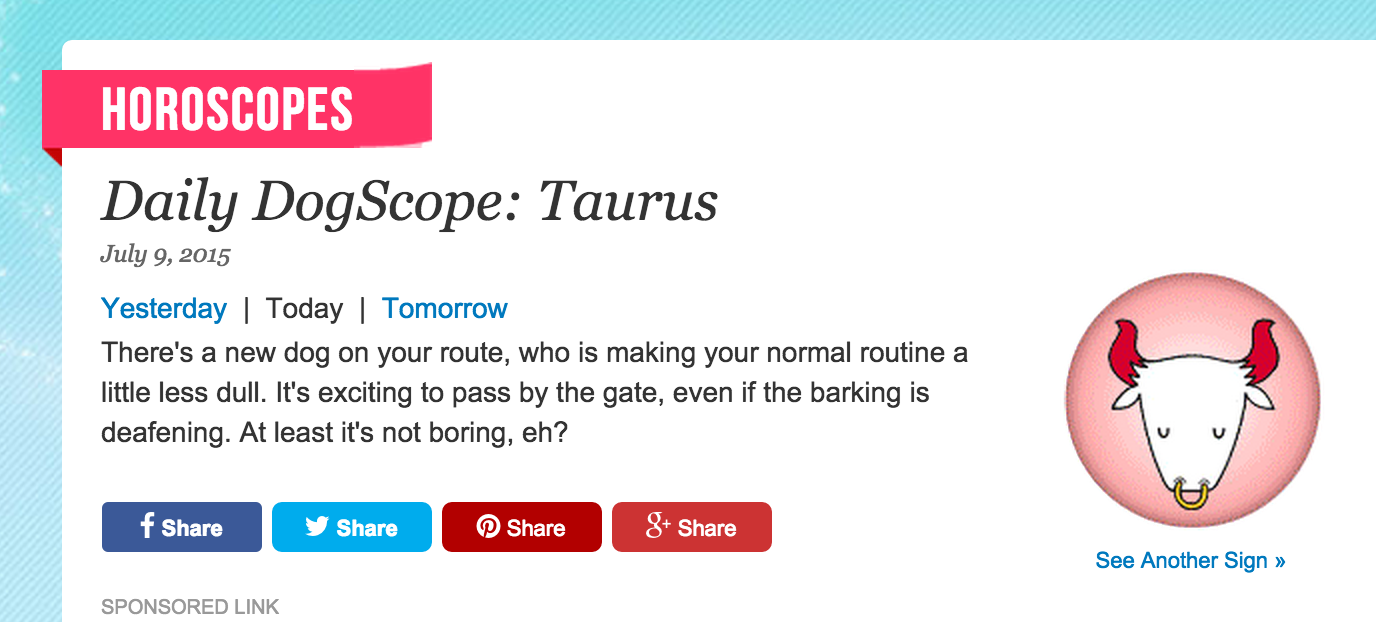 HOROSCOPES
Daily DogScope: Taurus
July 9, 2015
Yesterday | Today | Tomorrow
There's a new dog on your route, who is making your normal routine a
little less dull. It's exciting to pass by the gate, even if the barking is
deafening. At least it's not boring, eh?
f Share Share Share g+ Share
See Another Sign »
SPONSORED LINK